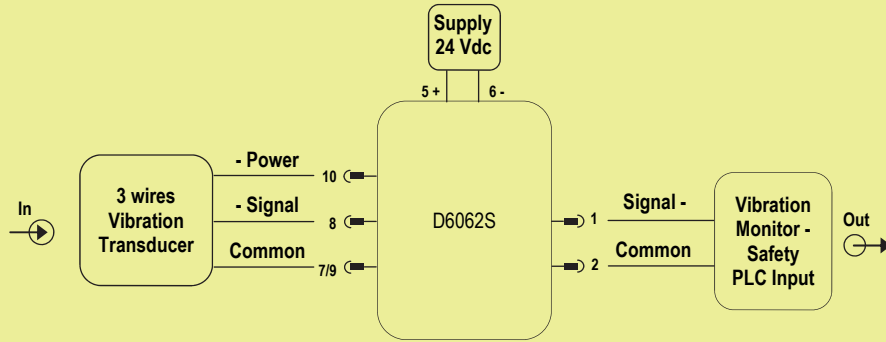 Supply
24 Vdc
5 +
6 -
- Power
10
3 wires
Vibration
Transducer
In
- Signal
8
Common
7/9
D6062S
Signal -
1
Common
2
Vibration
Monitor -
Safety
PLC Input
Out